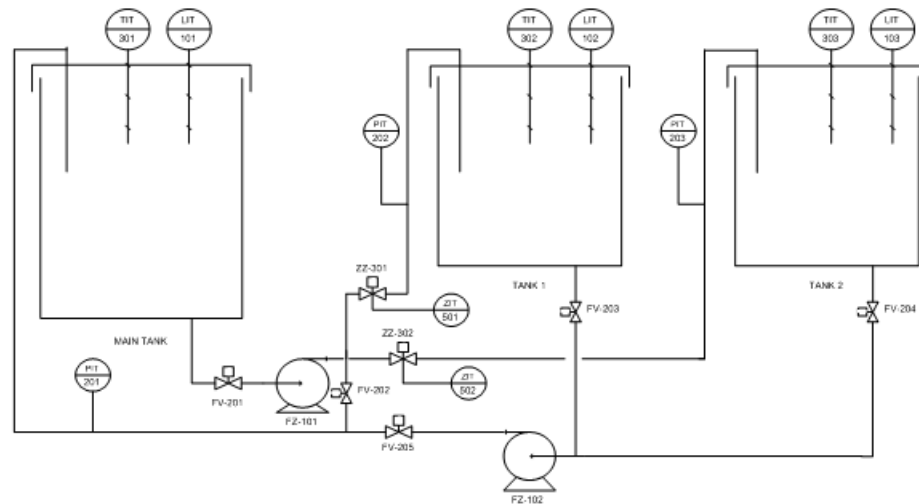 TIT
301
LIT
101
TIT
302
LIT
102
TIT
303
LIT
103
PIT
202
PIT
203
ZZ-301
TANK 1
TANK 2
ZIT
501
FV-203
FV-204
ZZ-302
MAIN TANK
PIT
201
ZIT
502
FV-201
FV-202
FZ-101
FV-205
FZ-102